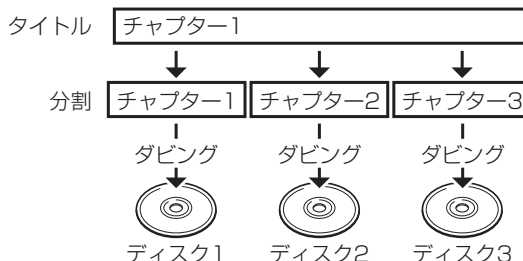 タイトル チャプター1
分割 チャプター1 チャプター2 チャプター3
ダビング ダビング ダビング
ディスク1 ディスク2 ディスク3